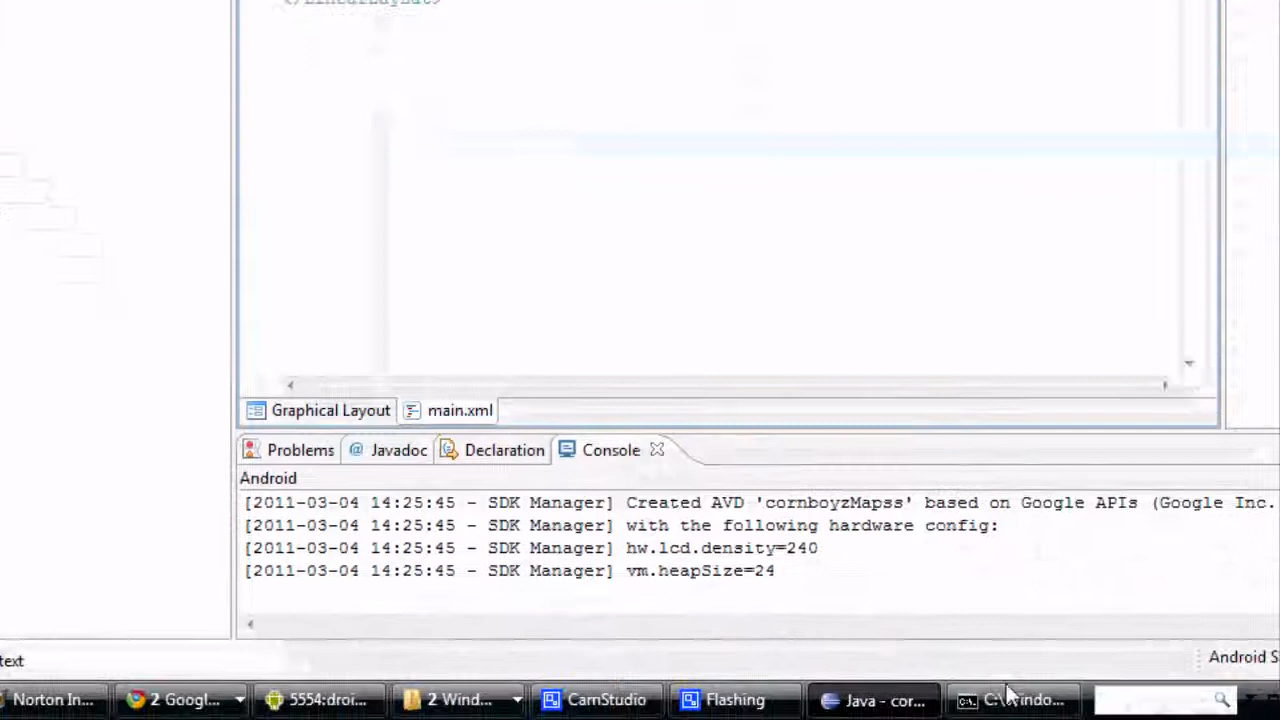 </LinearLayout>
Graphical Layout
main.xml
Problems
Javadoc
Declaration
Console
Android
[2011-03-04 14:25:45 - SDK Manager] Created AVD 'cornboyzMapss' based on Google APIs (Google Inc.
[2011-03-04 14:25:45 - SDK Manager] with the following hardware config:
[2011-03-04 14:25:45 - SDK Manager] hw.lcd.density=240
[2011-03-04 14:25:45 - SDK Manager] vm.heapSize=24
text
Android S
Norton In...
2 Googl...
5554:droi...
2 Wind...
CamStudio
Flashing
Java - cor...
C:\Windo...